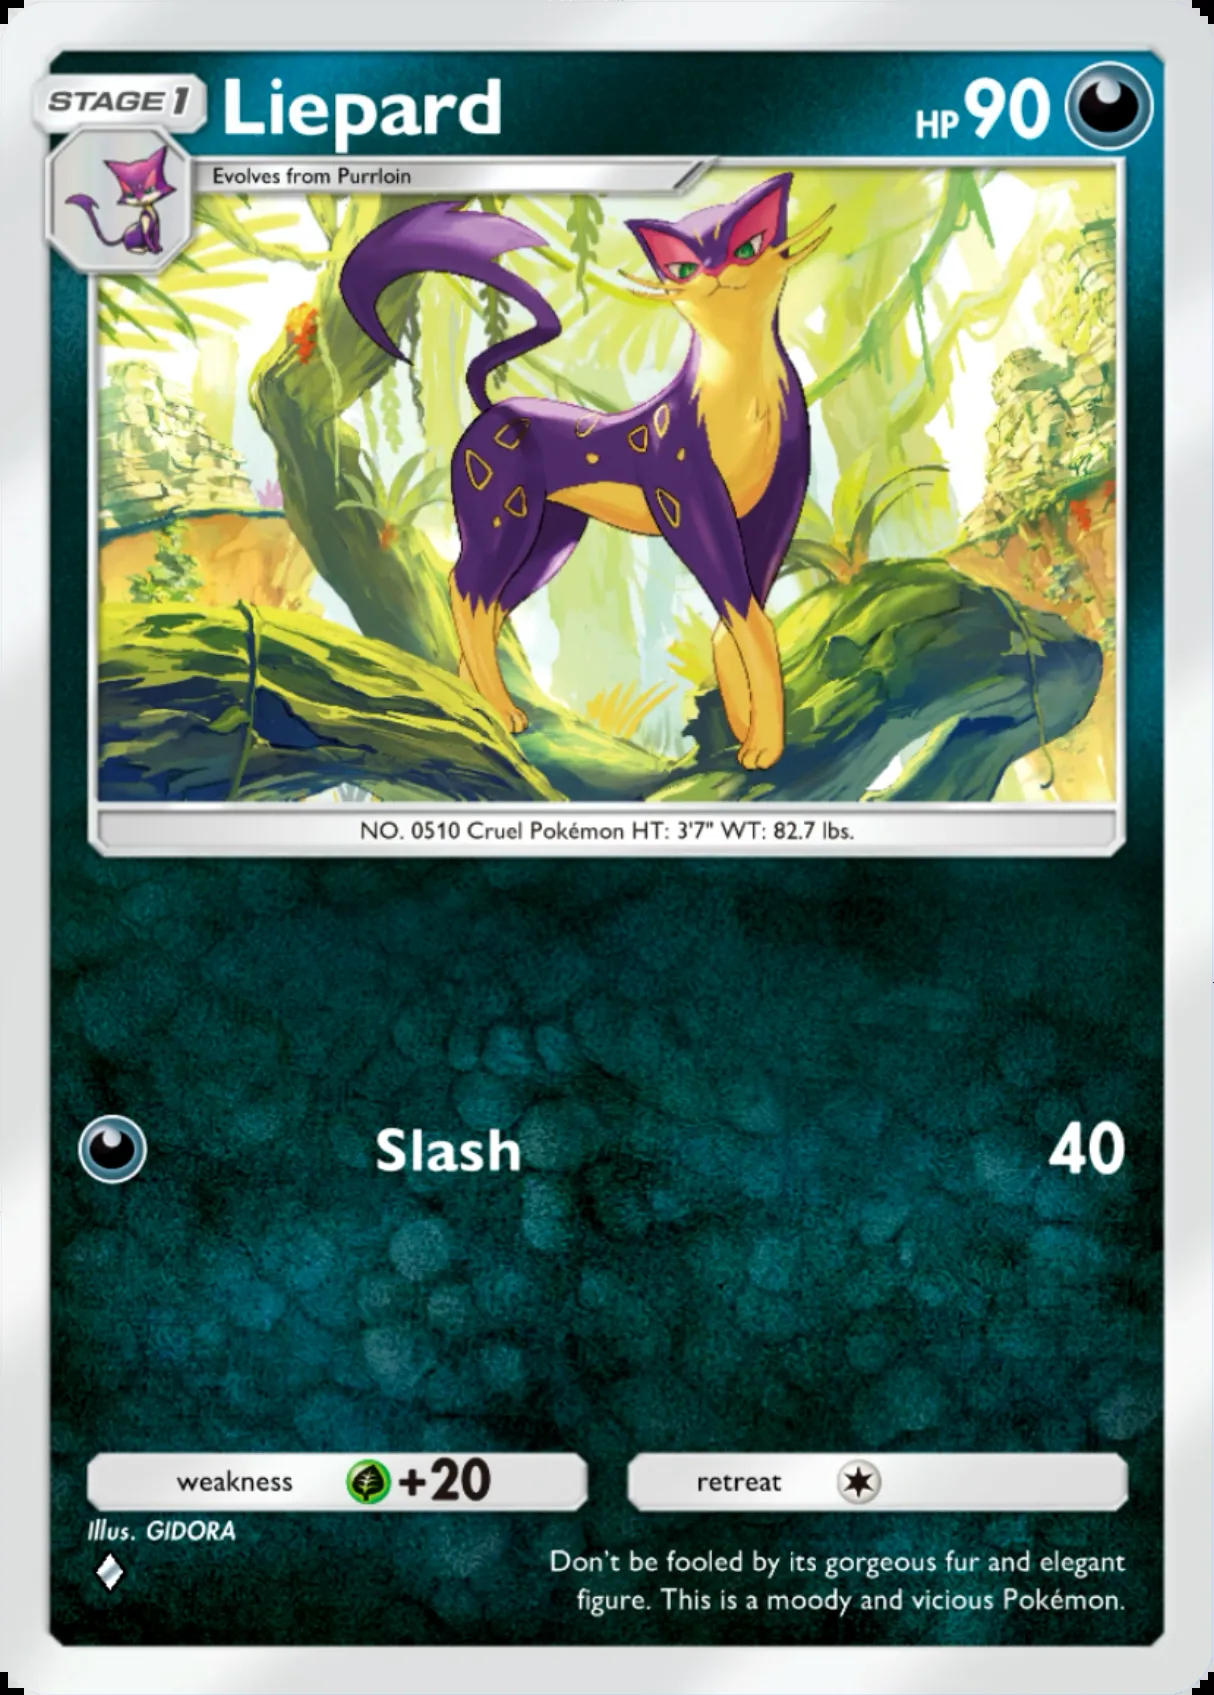 STAGE 1
Liepard
HP 90
Evolves from Purrloin
NO. 0510 Cruel Pokémon HT: 3'7" WT: 82.7 lbs.
Slash
40
weakness +20
retreat
Illus. GIDORA
Don't be fooled by its gorgeous fur and elegant
figure. This is a moody and vicious Pokémon.